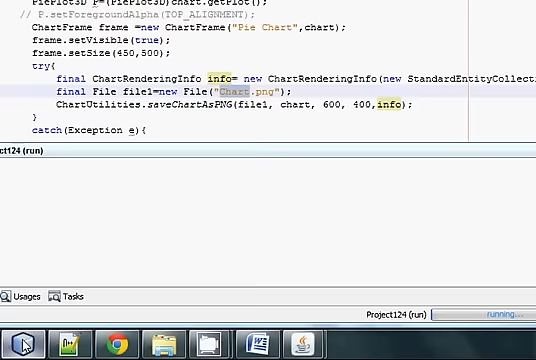 PiePlot3D p=(PiePlot3D)chart.getPlot();
// P.setForegroundAlpha(TOP_ALIGNMENT);
ChartFrame frame =new ChartFrame("Pie Chart",chart);
frame.setVisible(true);
frame.setSize(450,500);
try{
final ChartRenderingInfo info= new ChartRenderingInfo(new StandardEntityCollecti
final File file1=new File("Chart.png");
ChartUtilities.saveChartAsPNG(file1, chart, 600, 400,info);
}
catch(Exception e){
ct124 (run)
Usages Tasks
Project124 (run) running...